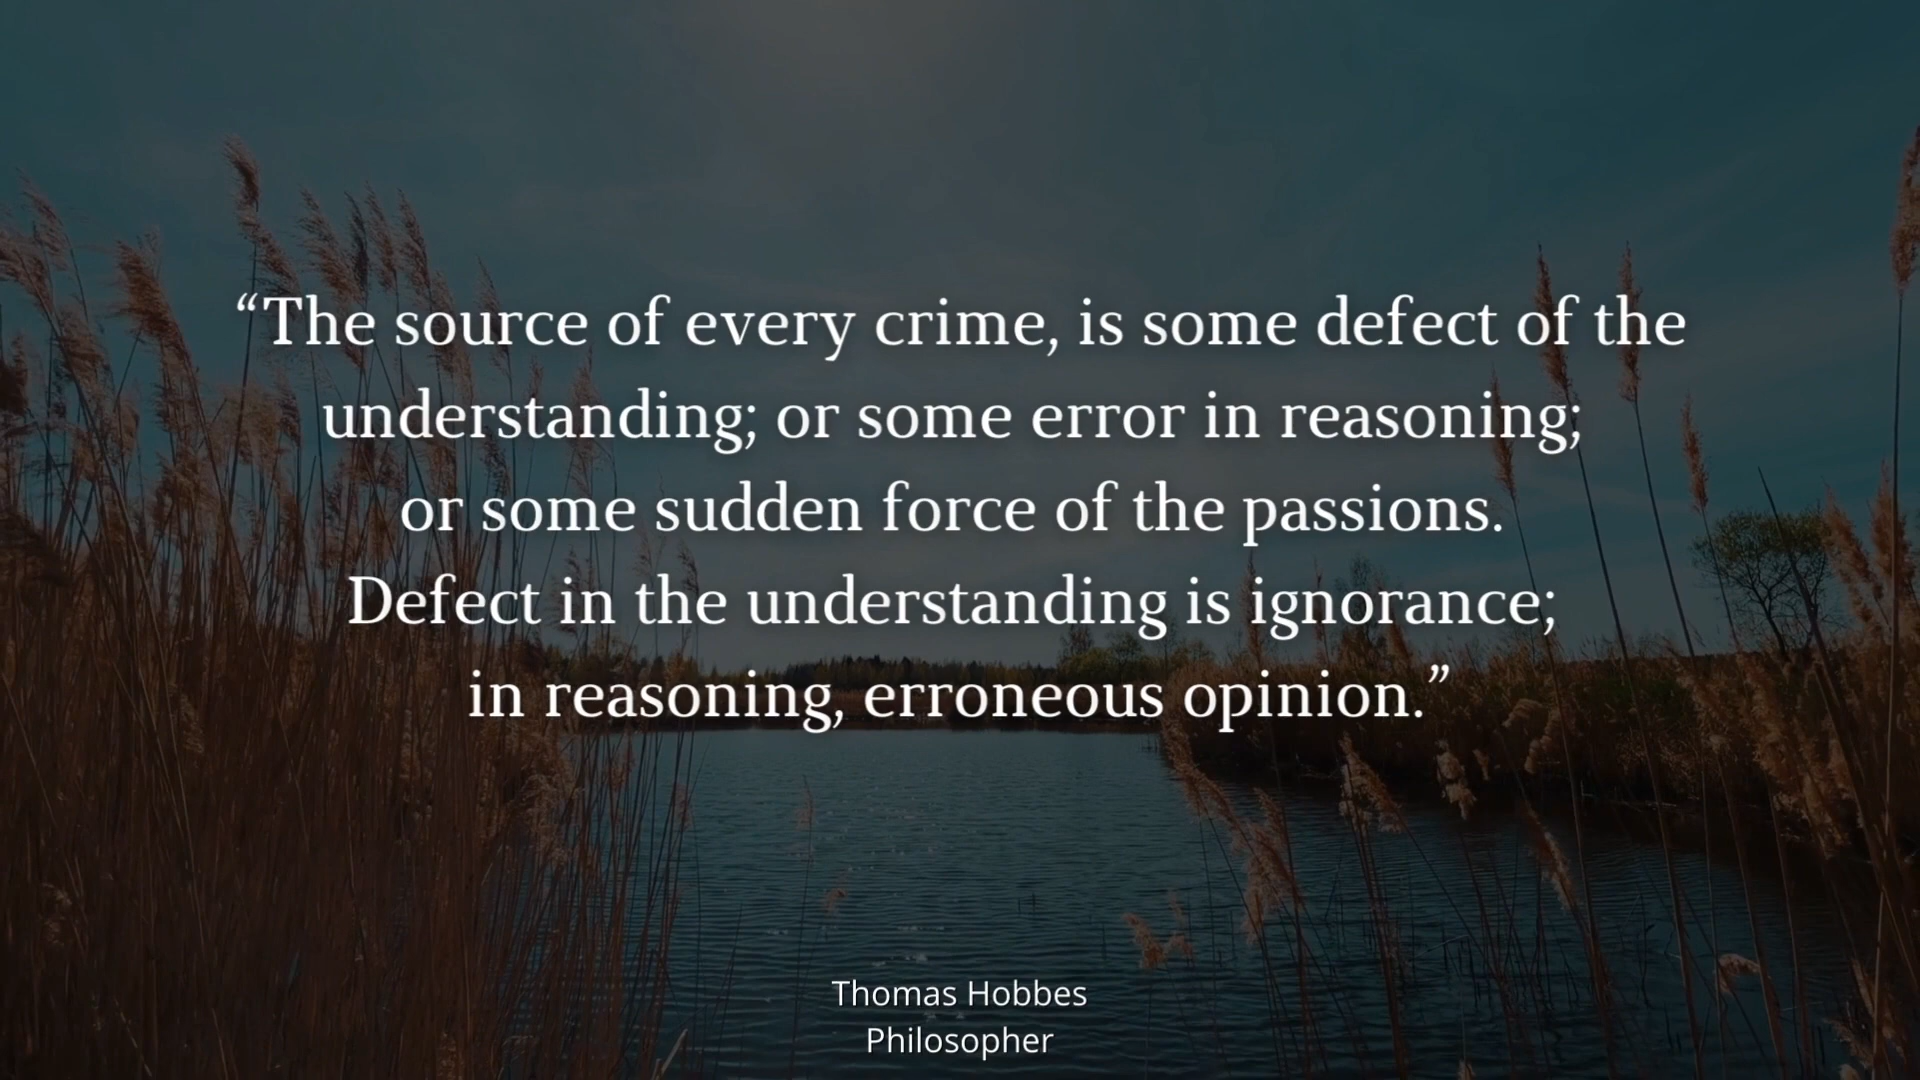 “The source of every crime, is some defect of the
understanding; or some error in reasoning;
or some sudden force of the passions.
Defect in the understanding is ignorance;
in reasoning, erroneous opinion.”
Thomas Hobbes
Philosopher